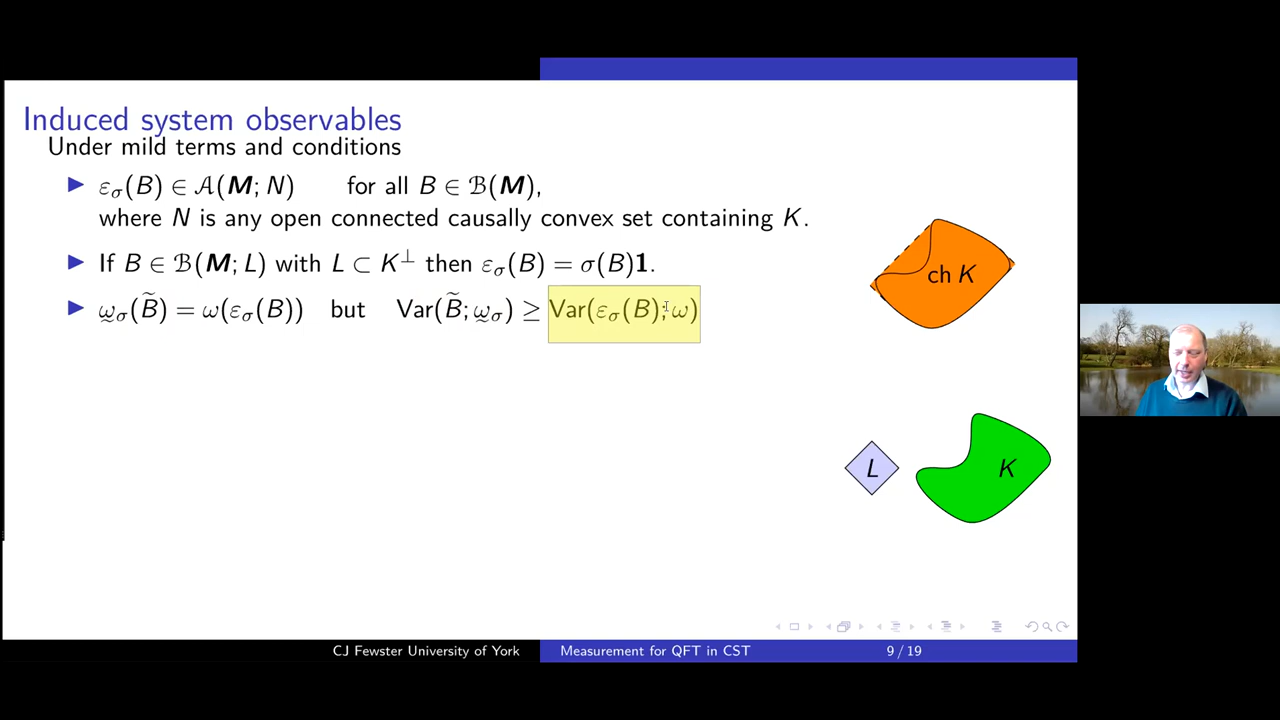 Induced system observables
Under mild terms and conditions
▶ ε_σ(B) ∈ 𝒜(𝑴; N) for all B ∈ ℬ(𝑴),
where N is any open connected causally convex set containing K.
▶ If B ∈ ℬ(𝑴; L) with L ⊂ K^⊥ then ε_σ(B) = σ(B)𝟏.
▶ ω̰_σ(B̃) = ω(ε_σ(B)) but Var(B̃; ω̰_σ) ≥ Var(ε_σ(B); ω)
ch K
L
K
CJ Fewster University of York
Measurement for QFT in CST
9 / 19